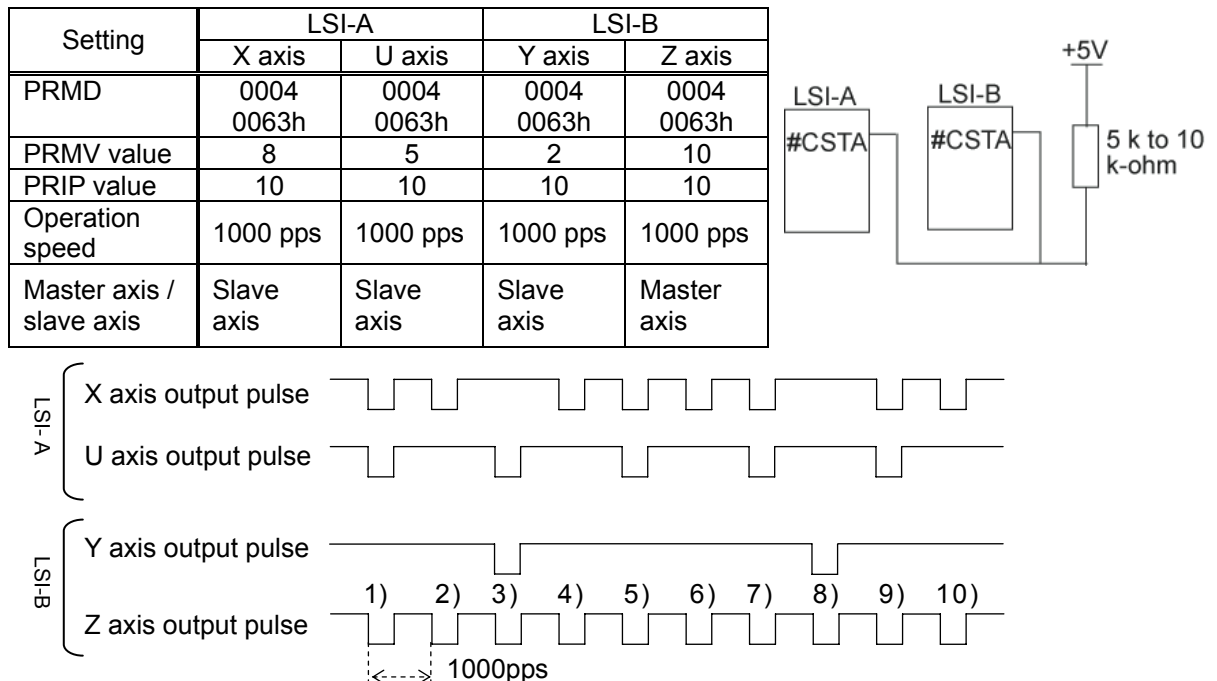 Setting LSI-A LSI-B
X axis U axis Y axis Z axis
PRMD 0004 0004 0004 0004
0063h 0063h 0063h 0063h
PRMV value 8 5 2 10
PRIP value 10 10 10 10
Operation
speed 1000 pps 1000 pps 1000 pps 1000 pps
Master axis / Slave Slave Slave Master
slave axis axis axis axis axis
+5V
LSI-A LSI-B
#CSTA #CSTA 5 k to 10
k-ohm
LSI-A
X axis output pulse
U axis output pulse
LSI-B
Y axis output pulse
1) 2) 3) 4) 5) 6) 7) 8) 9) 10)
Z axis output pulse
1000pps